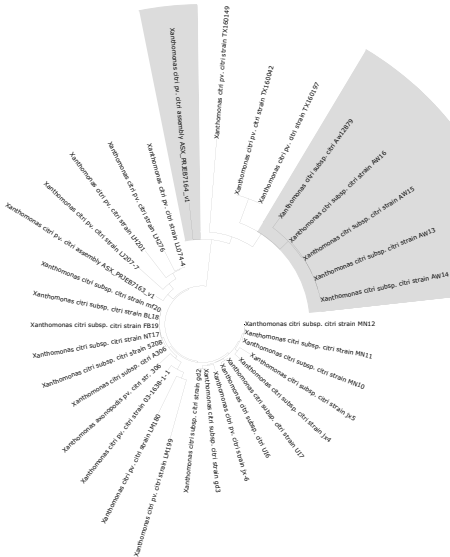 Xanthomonas citri pv. citri strain TX160149
Xanthomonas citri pv. citri strain TX160042
Xanthomonas citri pv. citri strain TX160197
Xanthomonas citri subsp. citri Aw12879
Xanthomonas citri subsp. citri strain AW16
Xanthomonas citri subsp. citri strain AW15
Xanthomonas citri subsp. citri strain AW13
Xanthomonas citri subsp. citri strain AW14
Xanthomonas citri subsp. citri strain MN12
Xanthomonas citri subsp. citri strain MN11
Xanthomonas citri subsp. citri strain MN10
Xanthomonas citri subsp. citri strain jx5
Xanthomonas citri subsp. citri strain jx4
Xanthomonas citri subsp. citri strain UI7
Xanthomonas citri subsp. citri UI6
Xanthomonas citri pv. citri strain jx-6
Xanthomonas citri subsp. citri strain gd3
Xanthomonas citri subsp. citri strain gd2
Xanthomonas citri pv. citri strain LM199
Xanthomonas citri pv. citri strain LM180
Xanthomonas citri pv. citri strain 03-1638-1-1
Xanthomonas axonopodis pv. citri str. 306
Xanthomonas citri subsp. citri A306
Xanthomonas citri subsp. citri strain 5208
Xanthomonas citri subsp. citri strain NT17
Xanthomonas citri subsp. citri strain FB19
Xanthomonas citri subsp. citri strain BL18
Xanthomonas citri subsp. citri strain mf20
Xanthomonas citri pv. citri assembly ASX_PRJEB7163_v1
Xanthomonas citri pv. citri strain LJ207-7
Xanthomonas citri pv. citri strain LH201
Xanthomonas citri pv. citri strain LH276
Xanthomonas citri pv. citri strain LL074-4
Xanthomonas citri pv. citri assembly ASX_PRJEB7164_v1